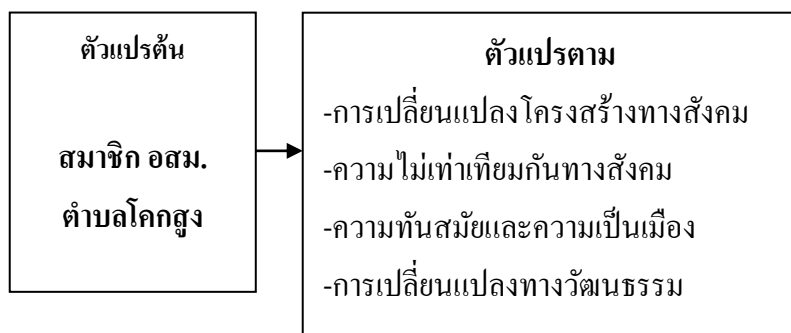 ตัวแปรต้น
สมาชิก อสม.
ตำบลโคกสูง
ตัวแปรตาม
-การเปลี่ยนแปลงโครงสร้างทางสังคม
-ความไม่เท่าเทียมกันทางสังคม
-ความทันสมัยและความเป็นเมือง
-การเปลี่ยนแปลงทางวัฒนธรรม